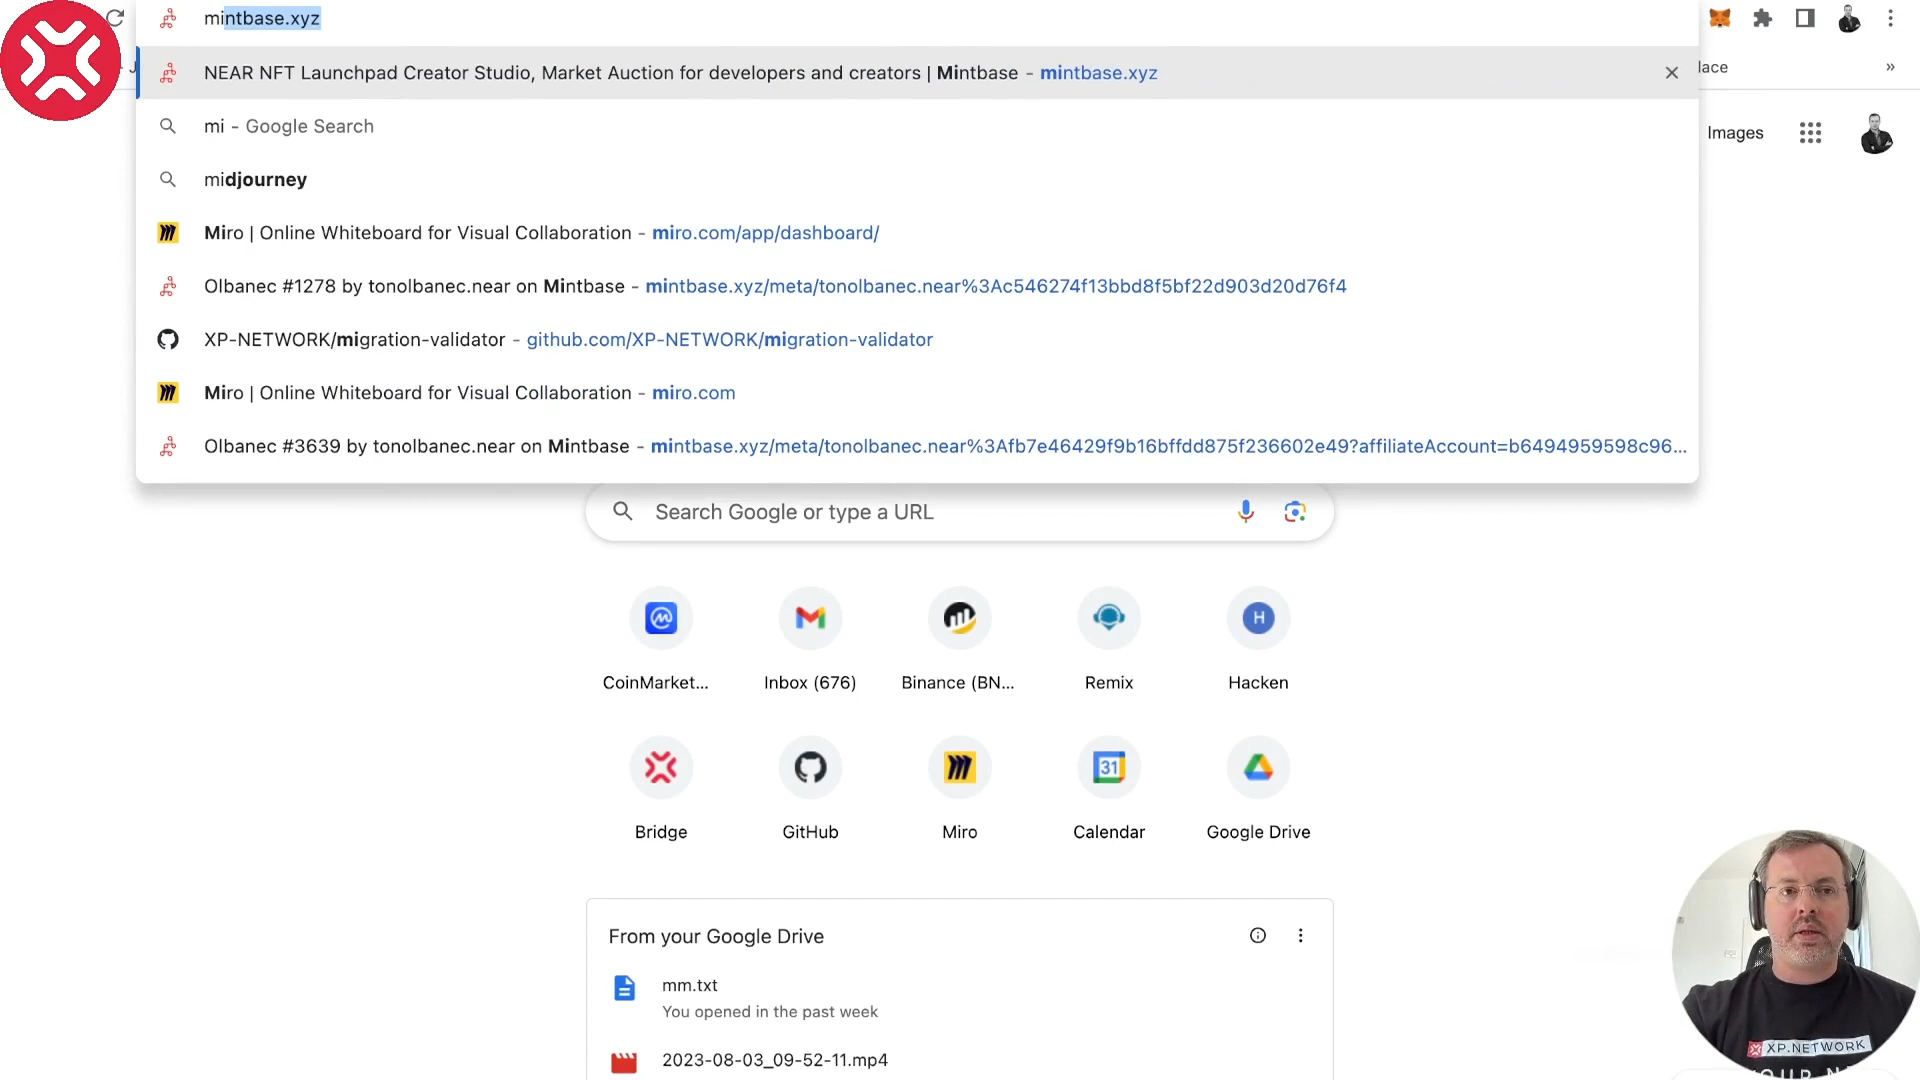 mintbase.xyz
NEAR NFT Launchpad Creator Studio, Market Auction for developers and creators | Mintbase - mintbase.xyz
lace
»
mi - Google Search
Images
midjourney
Miro | Online Whiteboard for Visual Collaboration - miro.com/app/dashboard/
Olbanec #1278 by tonolbanec.near on Mintbase - mintbase.xyz/meta/tonolbanec.near%3Ac546274f13bbd8f5bf22d903d20d76f4
XP-NETWORK/migration-validator - github.com/XP-NETWORK/migration-validator
Miro | Online Whiteboard for Visual Collaboration - miro.com
Olbanec #3639 by tonolbanec.near on Mintbase - mintbase.xyz/meta/tonolbanec.near%3Afb7e46429f9b16bffdd875f236602e49?affiliateAccount=b6494959598c96...
Search Google or type a URL
CoinMarket... Inbox (676) Binance (BN... Remix Hacken
H
31
Bridge GitHub Miro Calendar Google Drive
From your Google Drive
mm.txt
You opened in the past week
2023-08-03_09-52-11.mp4
XP.NETWORK